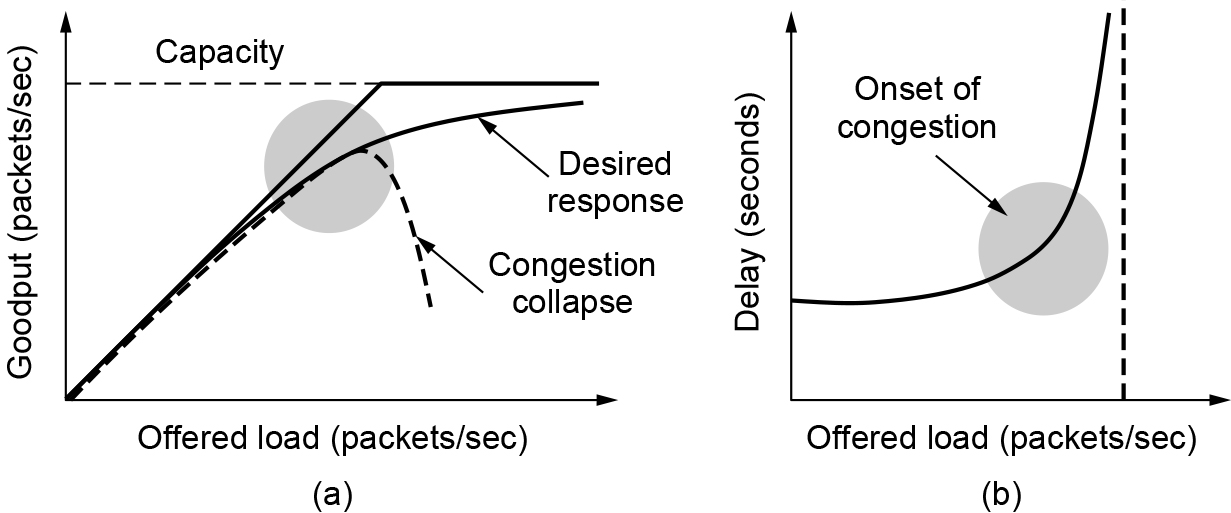 Capacity
Goodput (packets/sec)
Desired
response
Congestion
collapse
Offered load (packets/sec)
(a)
Onset of
congestion
Delay (seconds)
Offered load (packets/sec)
(b)